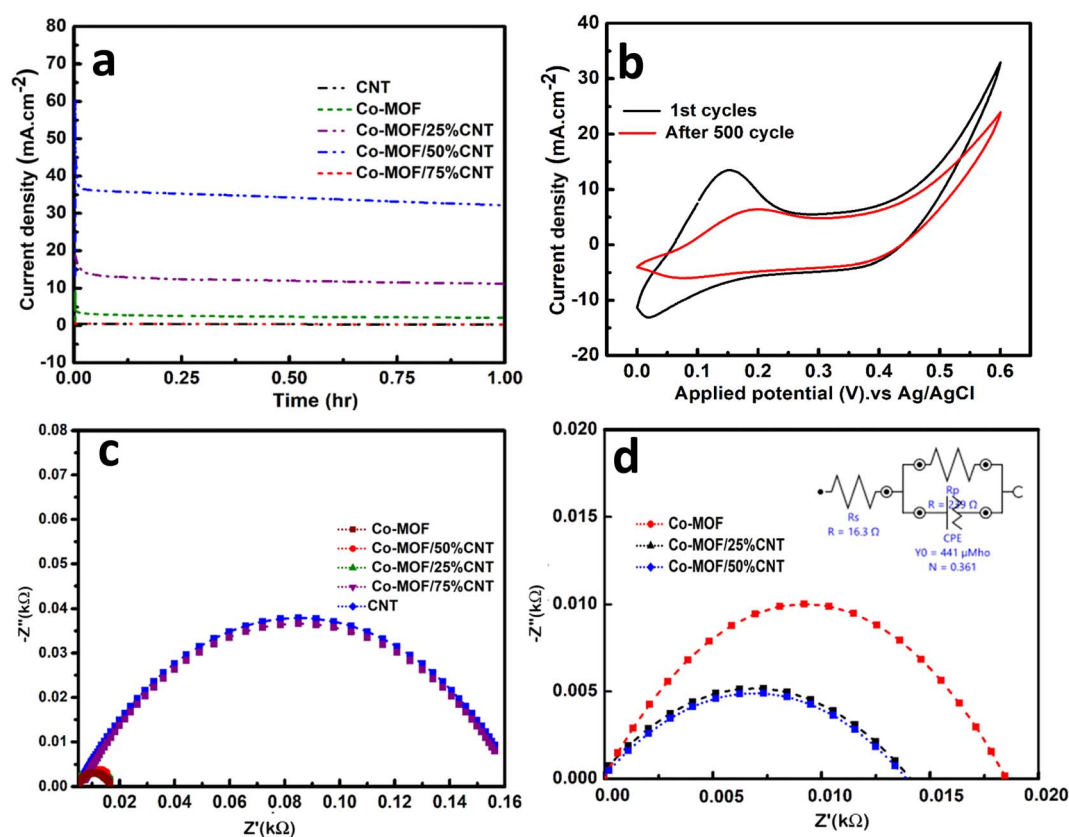 a
Current density (mA.cm-2)
80
70
60
50
40
30
20
10
0
-10
CNT
Co-MOF
Co-MOF/25%CNT
Co-MOF/50%CNT
Co-MOF/75%CNT
0.00 0.25 0.50 0.75 1.00
Time (hr)
b
Current density (mA.cm-2)
40
30
20
10
0
-10
-20
1st cycles
After 500 cycle
0.0 0.1 0.2 0.3 0.4 0.5 0.6
Applied potential (V).vs Ag/AgCl
c
-Z''(kΩ)
0.08
0.07
0.06
0.05
0.04
0.03
0.02
0.01
0.00
Co-MOF
Co-MOF/50%CNT
Co-MOF/25%CNT
Co-MOF/75%CNT
CNT
0.02 0.04 0.06 0.08 0.10 0.12 0.14 0.16
Z'(kΩ)
d
-Z''(kΩ)
0.020
0.015
0.010
0.005
0.000
Co-MOF
Co-MOF/25%CNT
Co-MOF/50%CNT
Rs
R = 16.3 Ω
Rp
R = Ω
CPE
Y0 = 441 µMho
N = 0.361
0.000 0.005 0.010 0.015 0.020
Z'(kΩ)